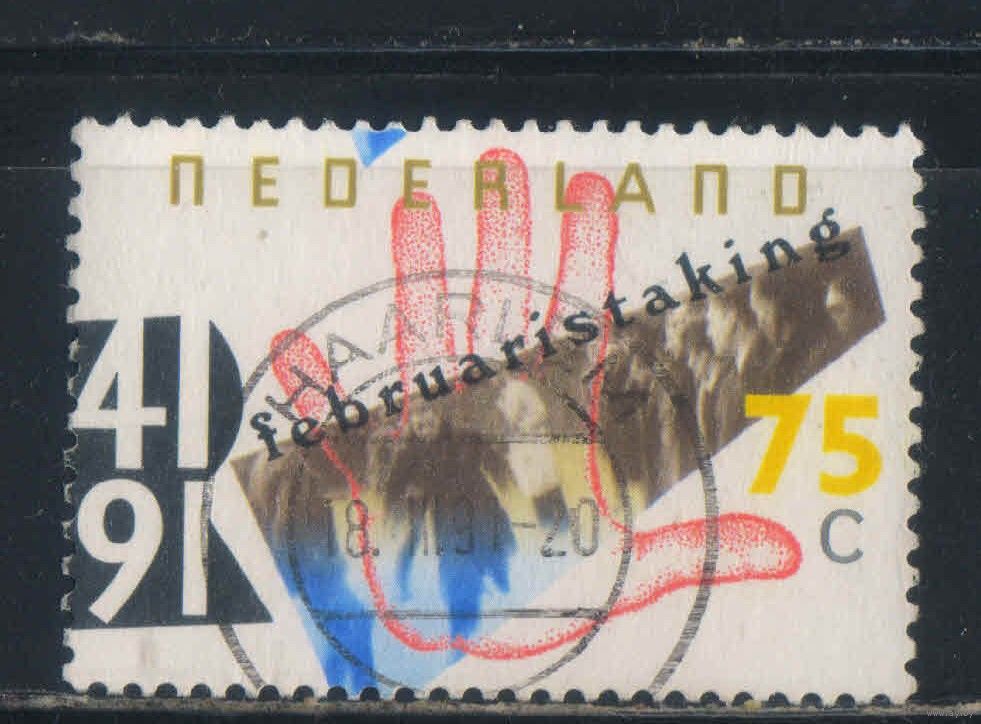 NEDERLAND
februaristaking
41
91
75
C